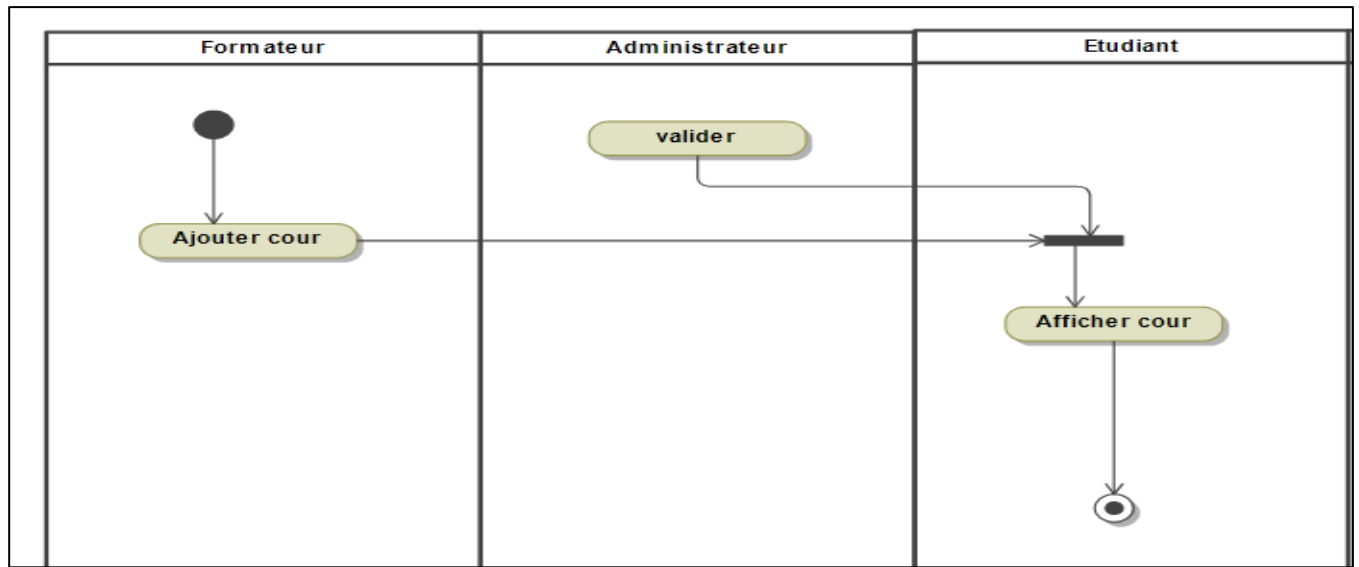 Formateur
Administrateur
Etudiant
valider
Ajouter cour
Afficher cour